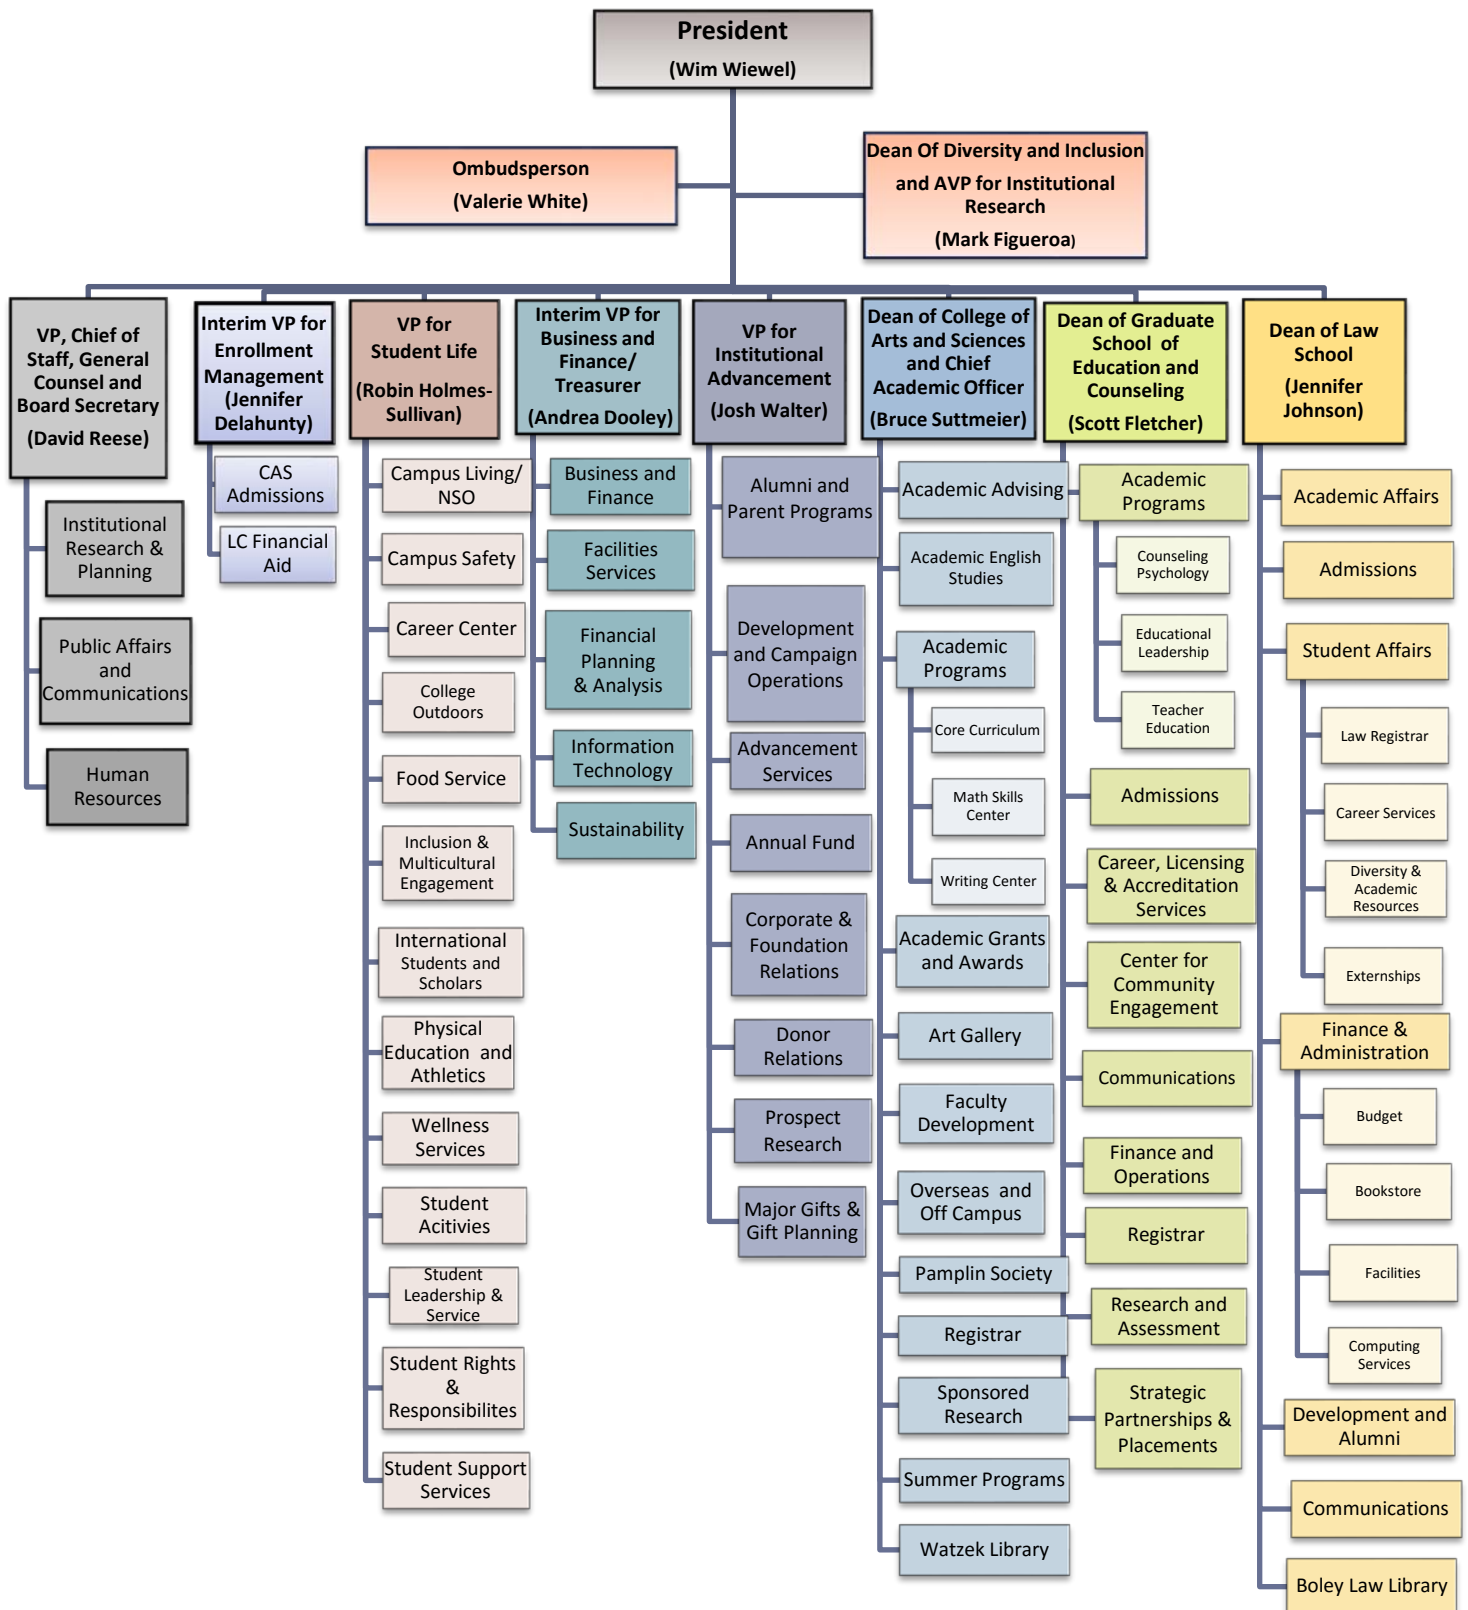 President
(Wim Wiewel)
Ombudsperson
(Valerie White)
Dean Of Diversity and Inclusion
and AVP for Institutional
Research
(Mark Figueroa)
VP, Chief of
Staff, General
Counsel and
Board Secretary
(David Reese)
Institutional
Research &
Planning
Public Affairs
and
Communications
Human
Resources
Interim VP for
Enrollment
Management
(Jennifer
Delahunty)
CAS
Admissions
LC Financial
Aid
VP for
Student Life
(Robin Holmes-
Sullivan)
Campus Living/
NSO
Campus Safety
Career Center
College
Outdoors
Food Service
Inclusion &
Multicultural
Engagement
International
Students and
Scholars
Physical
Education and
Athletics
Wellness
Services
Student
Acitivies
Student
Leadership &
Service
Student Rights
&
Responsibilites
Student Support
Services
Interim VP for
Business and
Finance/
Treasurer
(Andrea Dooley)
Business and
Finance
Facilities
Services
Financial
Planning
& Analysis
Information
Technology
Sustainability
VP for
Institutional
Advancement
(Josh Walter)
Alumni and
Parent Programs
Development
and Campaign
Operations
Advancement
Services
Annual Fund
Corporate &
Foundation
Relations
Donor
Relations
Prospect
Research
Major Gifts &
Gift Planning
Dean of College of
Arts and Sciences
and Chief
Academic Officer
(Bruce Suttmeier)
Academic Advising
Academic English
Studies
Academic
Programs
Core Curriculum
Math Skills
Center
Writing Center
Academic Grants
and Awards
Art Gallery
Faculty
Development
Overseas and
Off Campus
Pamplin Society
Registrar
Sponsored
Research
Summer Programs
Watzek Library
Dean of Graduate
School of
Education and
Counseling
(Scott Fletcher)
Academic
Programs
Counseling
Psychology
Educational
Leadership
Teacher
Education
Admissions
Career, Licensing
& Accreditation
Services
Center for
Community
Engagement
Communications
Finance and
Operations
Registrar
Research and
Assessment
Strategic
Partnerships &
Placements
Dean of Law
School
(Jennifer
Johnson)
Academic Affairs
Admissions
Student Affairs
Law Registrar
Career Services
Diversity &
Academic
Resources
Externships
Finance &
Administration
Budget
Bookstore
Facilities
Computing
Services
Development and
Alumni
Communications
Boley Law Library